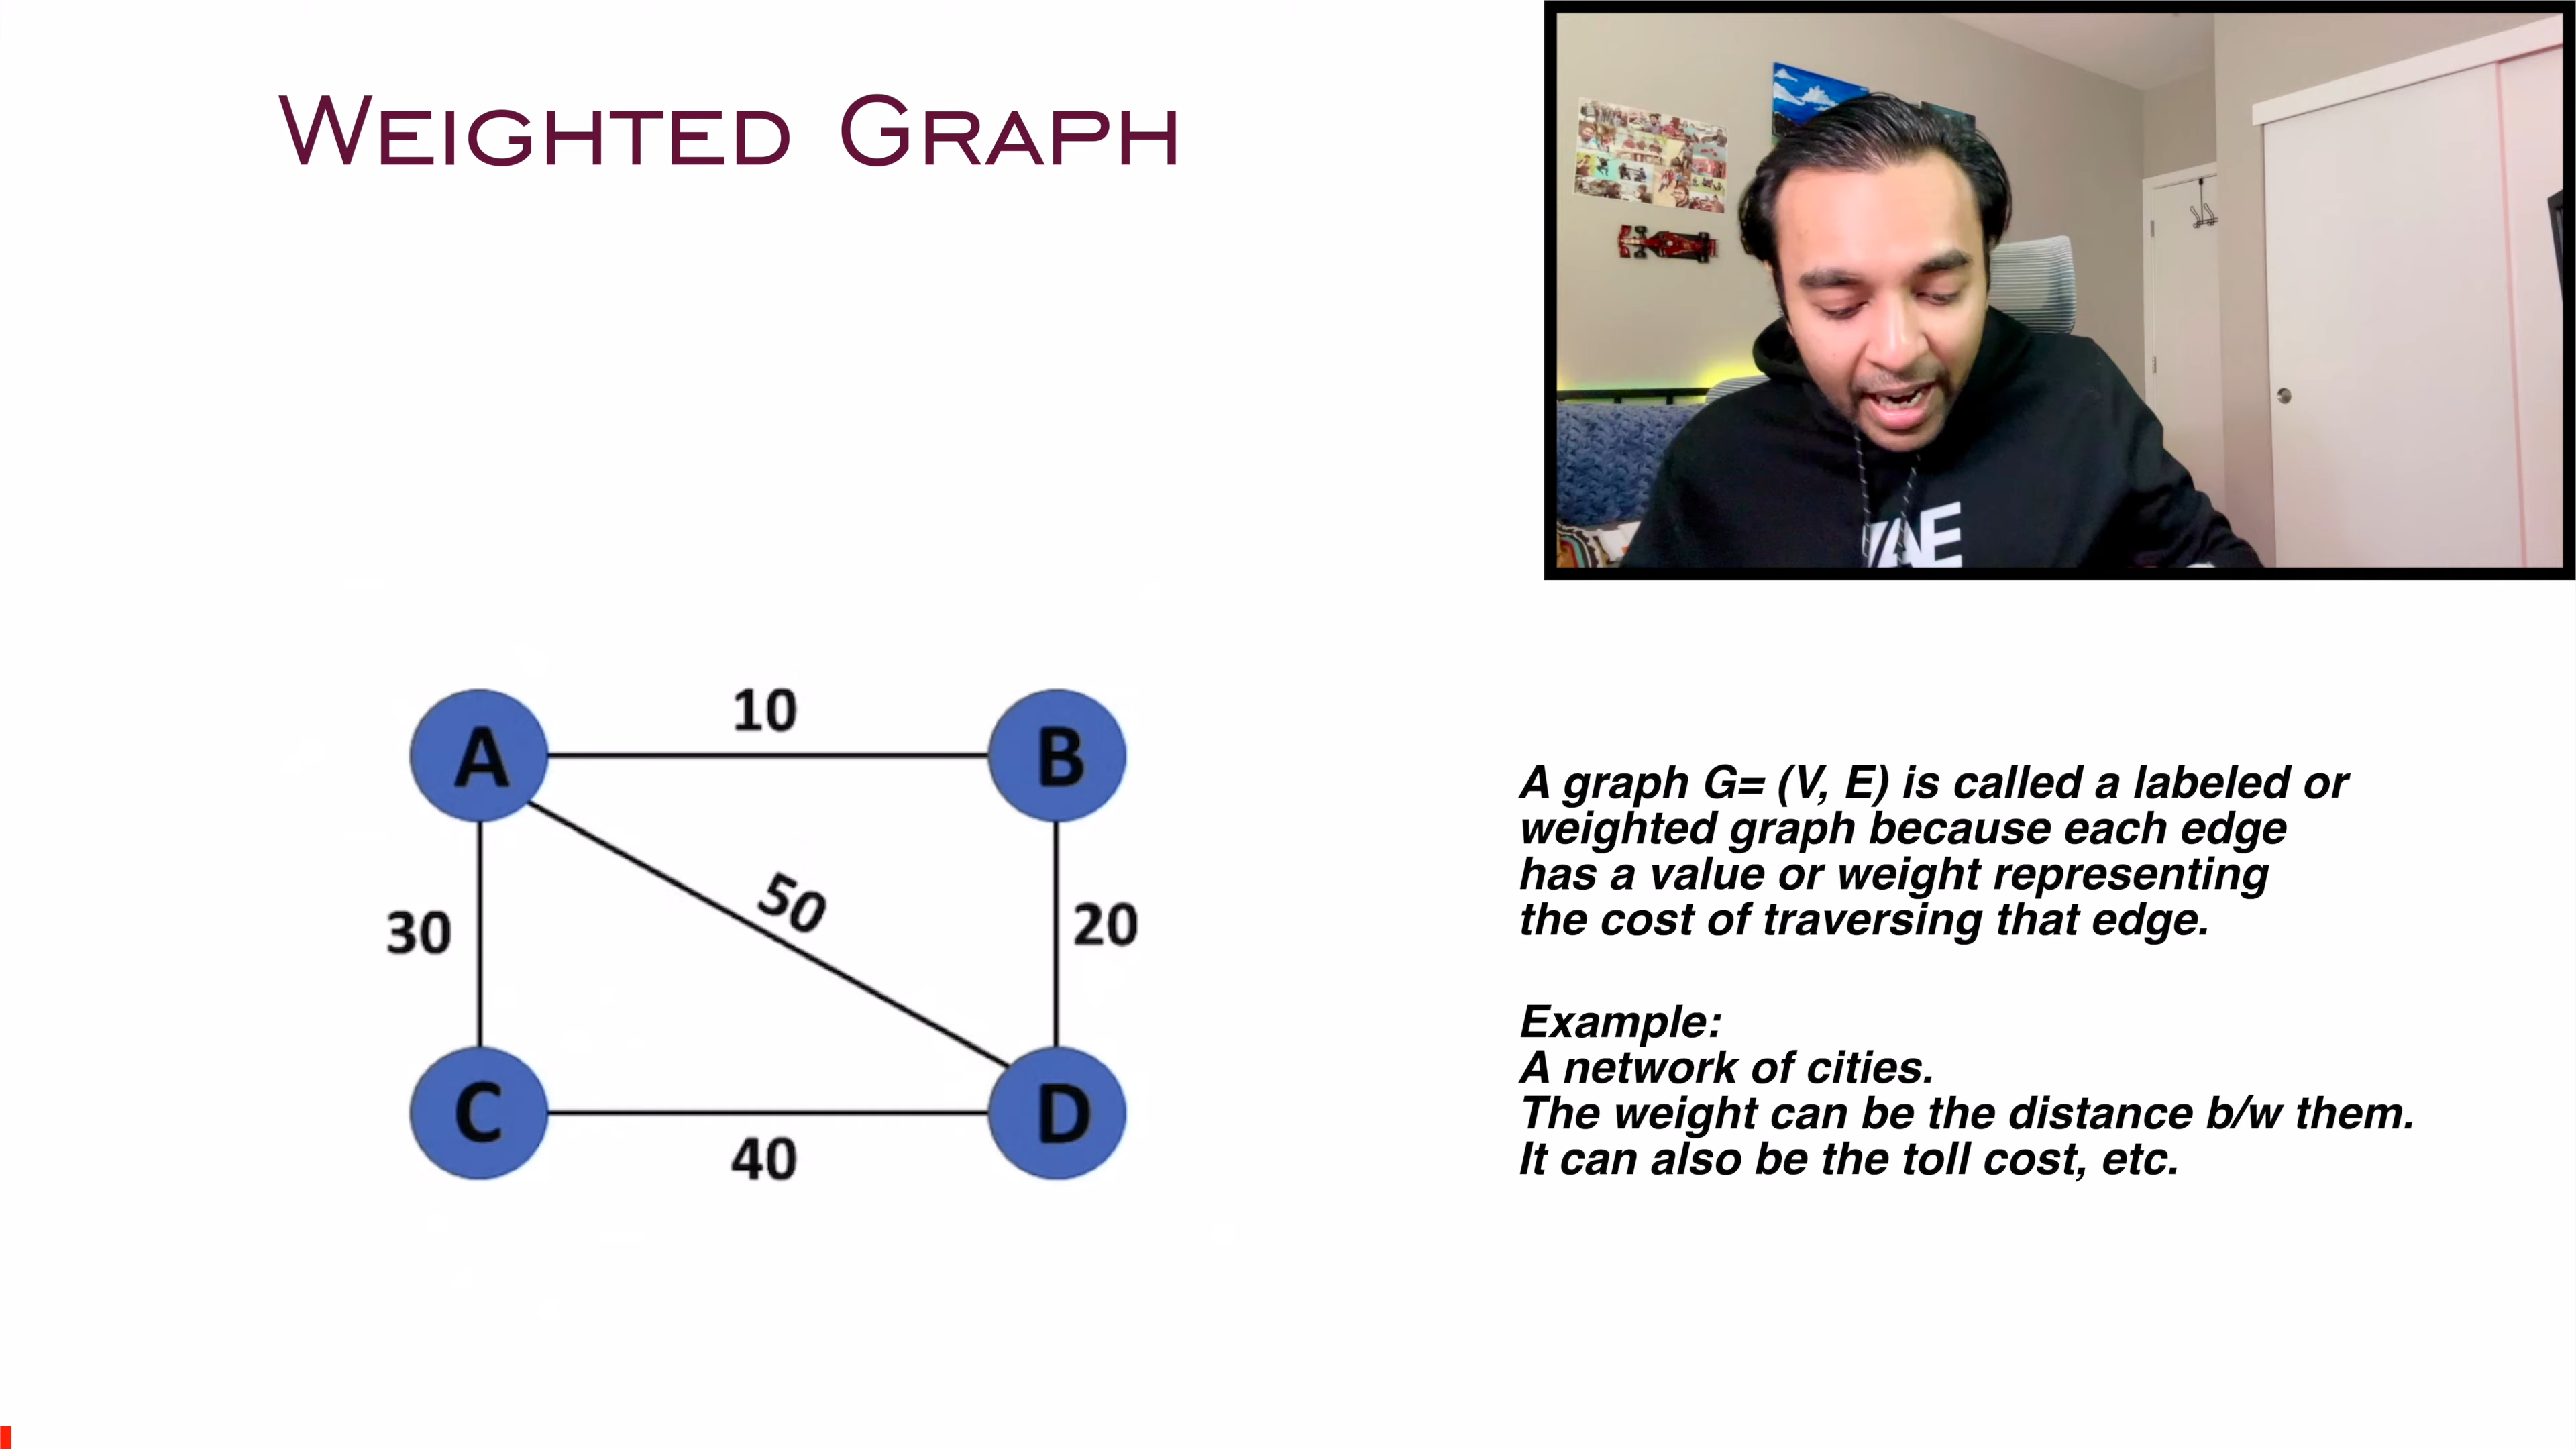 WEIGHTED GRAPH
A
10
B
50
30
20
C
40
D
A graph G= (V, E) is called a labeled or
weighted graph because each edge
has a value or weight representing
the cost of traversing that edge.
Example:
A network of cities.
The weight can be the distance b/w them.
It can also be the toll cost, etc.